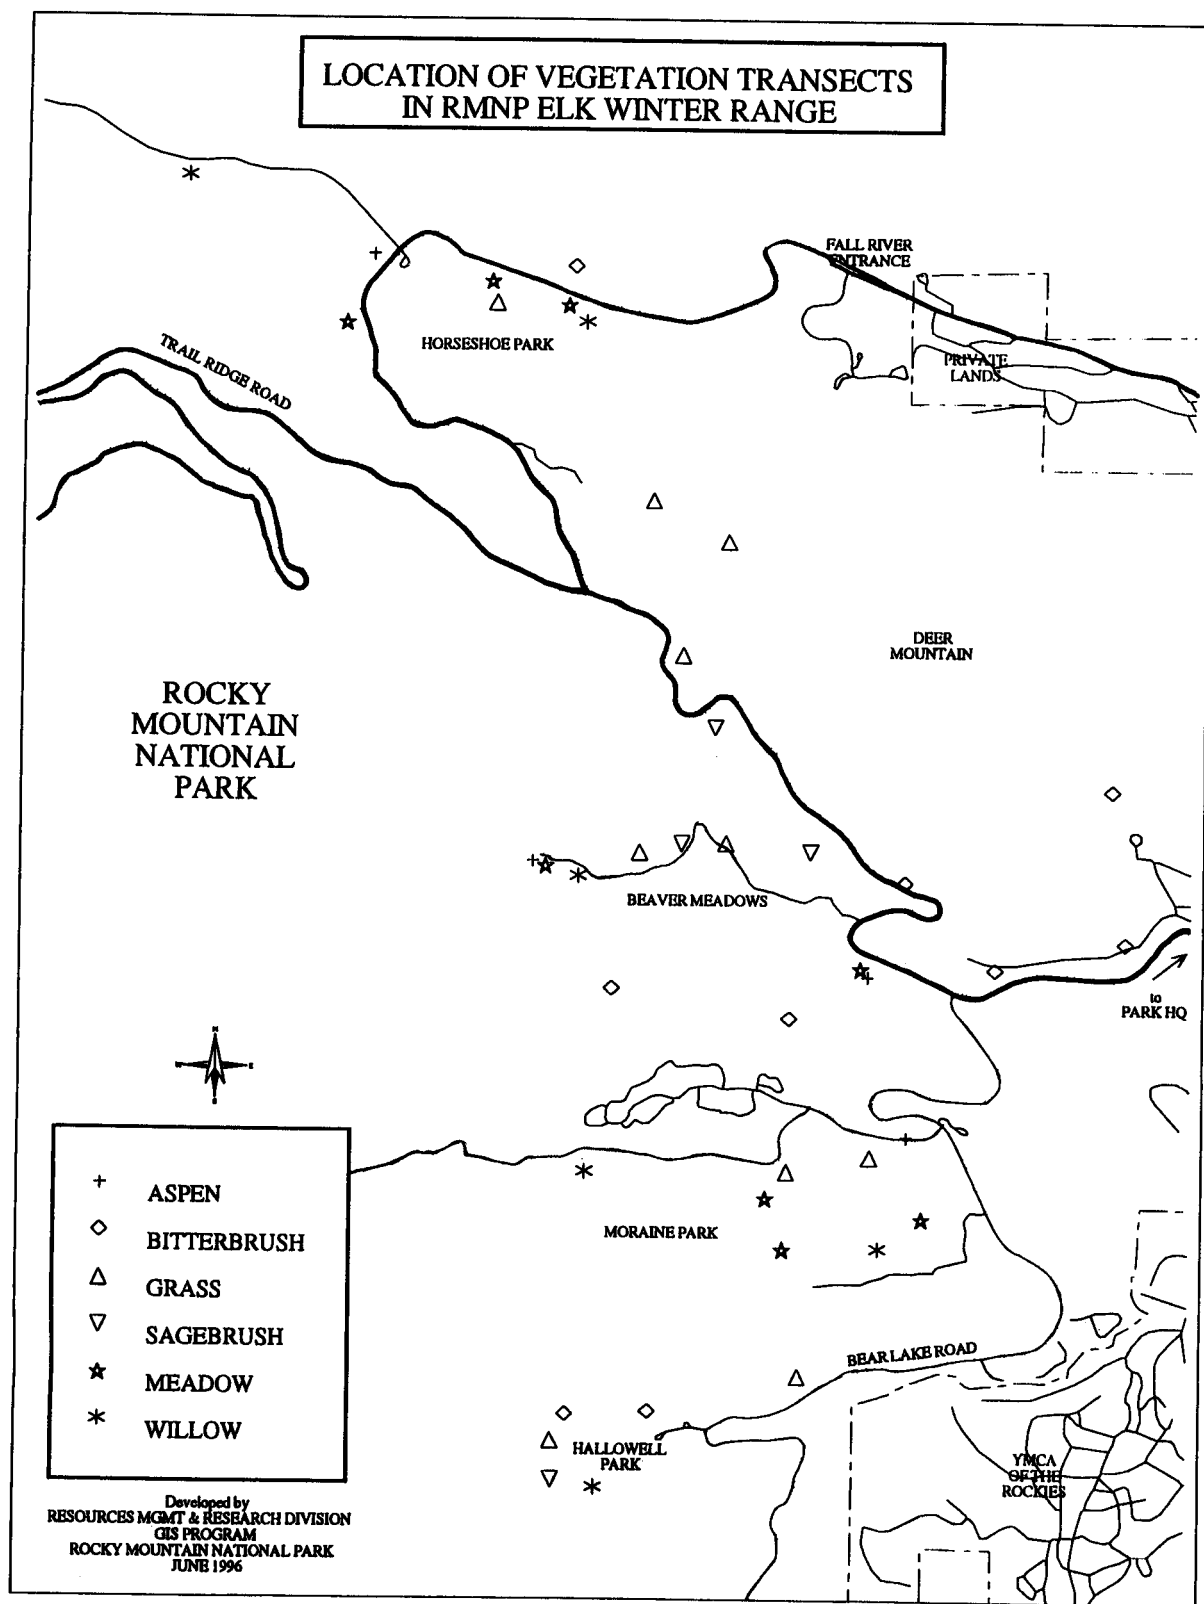 LOCATION OF VEGETATION TRANSECTS
IN RMNP ELK WINTER RANGE
FALL RIVER
ENTRANCE
HORSESHOE PARK
PRIVATE
LANDS
TRAIL RIDGE ROAD
DEER
MOUNTAIN
ROCKY
MOUNTAIN
NATIONAL
PARK
BEAVER MEADOWS
to
PARK HQ
N
W
E
S
ASPEN
BITTERBRUSH
GRASS
SAGEBRUSH
MEADOW
WILLOW
MORAINE PARK
BEAR LAKE ROAD
HALLOWELL
PARK
YMCA
OF THE
ROCKIES
Developed by
RESOURCES MGMT & RESEARCH DIVISION
GIS PROGRAM
ROCKY MOUNTAIN NATIONAL PARK
JUNE 1996